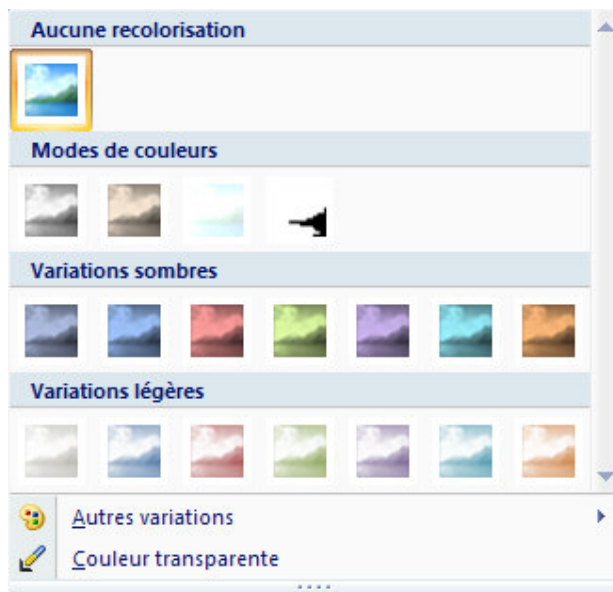 Aucune recolorisation
Modes de couleurs
Variations sombres
Variations légères
Autres variations
Couleur transparente